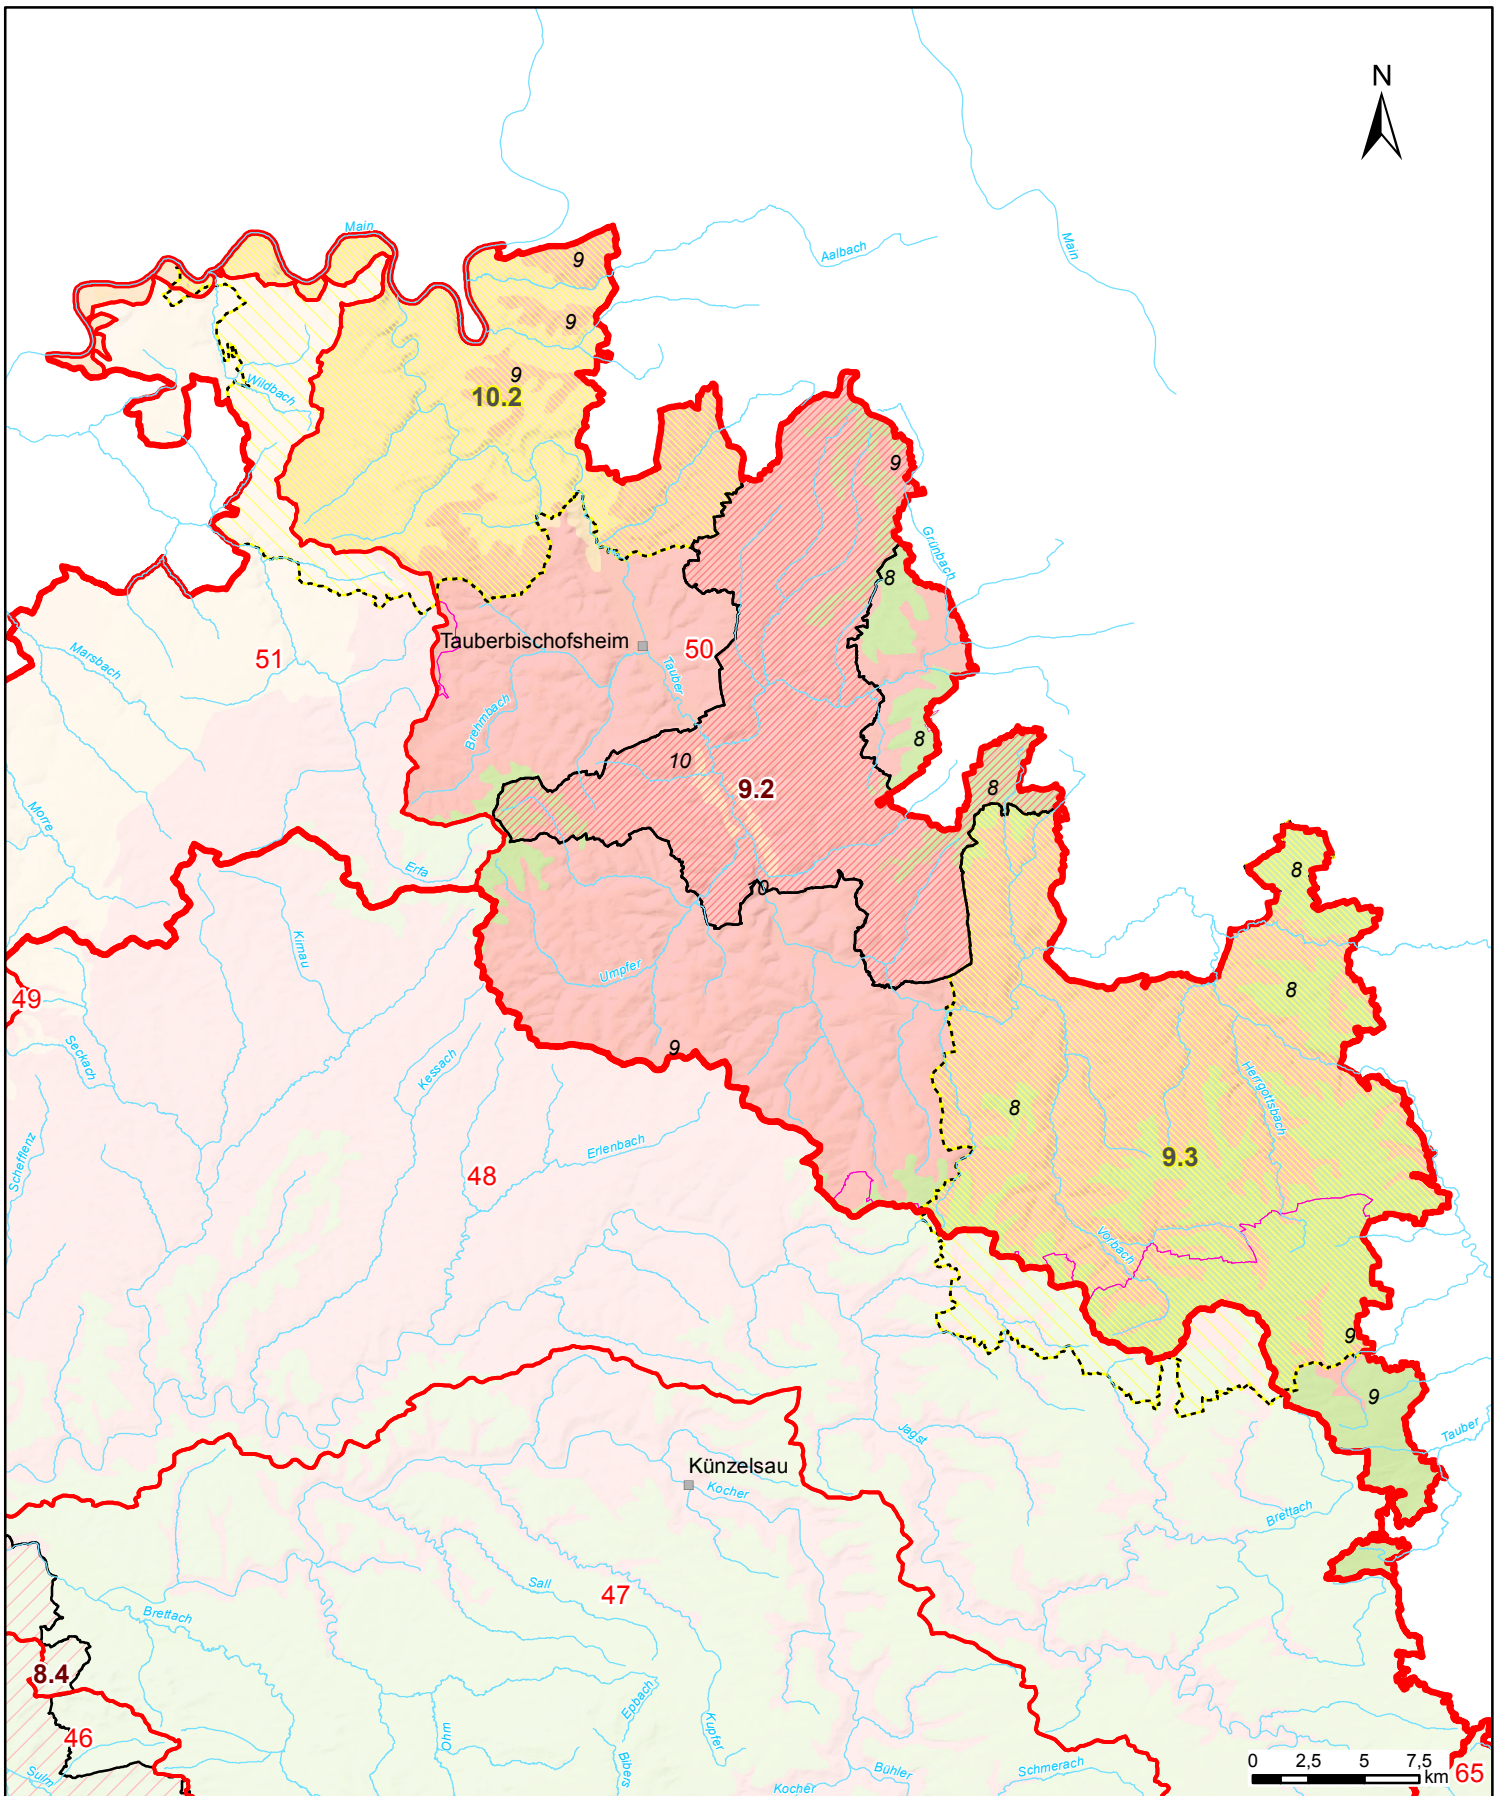 N
Main
Aalbach
Main
9
9
9
10.2
Wildbach
9
Grünbach
8
Tauberbischofsheim
50
51
Marsbach
Tauber
Brehmbach
8
10
9.2
8
Morre
Erfa
8
Kirnau
Umpfer
49
8
Seckach
9
Kessach
Herrgottsbach
8
Schefflenz
Erlenbach
9.3
48
Vorbach
9
9
Jagst
Tauber
Künzelsau
Kocher
Brettach
Sall
47
Brettach
8.4
Epbach
46
Ohm
Kupfer
Bibers
Sulm
Bühler
Schmerach
Kocher
0 2,5 5 7,5
km
65